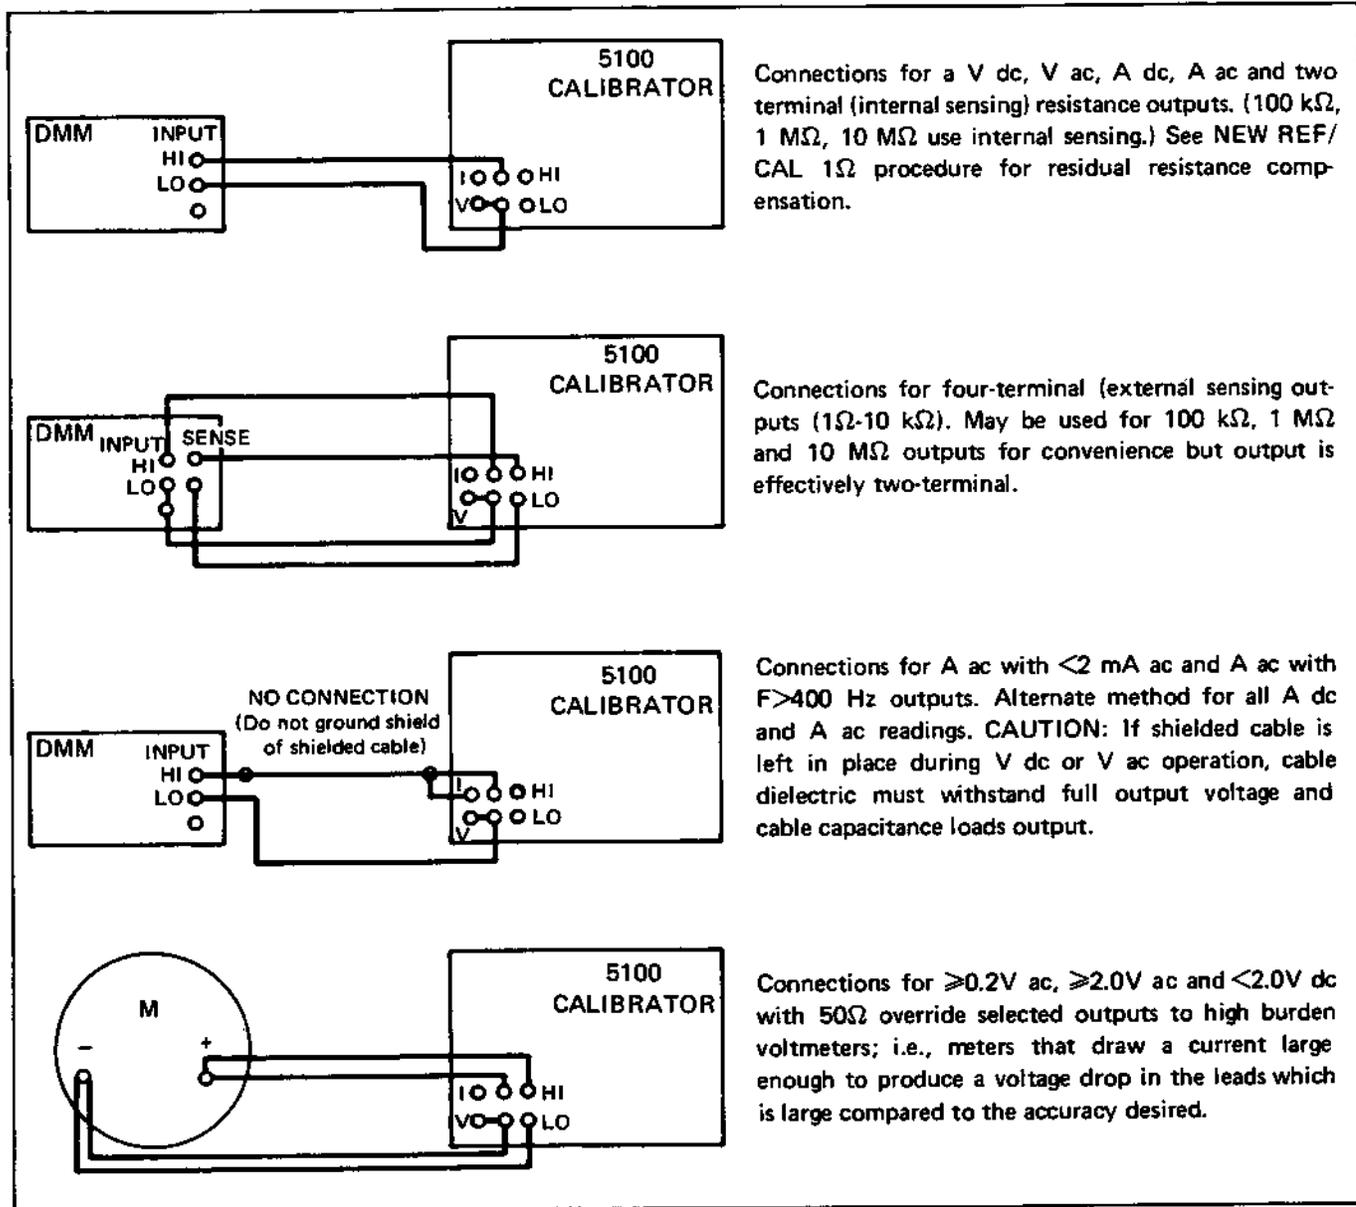 5100
CALIBRATOR
DMM
INPUT
HI
LO
I
HI
V
LO
Connections for a V dc, V ac, A dc, A ac and two
terminal (internal sensing) resistance outputs. (100 kΩ,
1 MΩ, 10 MΩ use internal sensing.) See NEW REF/
CAL 1Ω procedure for residual resistance comp-
ensation.
5100
CALIBRATOR
DMM
INPUT
SENSE
HI
LO
I
HI
V
LO
Connections for four-terminal (external sensing out-
puts (1Ω-10 kΩ). May be used for 100 kΩ, 1 MΩ
and 10 MΩ outputs for convenience but output is
effectively two-terminal.
5100
CALIBRATOR
NO CONNECTION
(Do not ground shield
of shielded cable)
DMM
INPUT
HI
LO
I
HI
V
LO
Connections for A ac with <2 mA ac and A ac with
F>400 Hz outputs. Alternate method for all A dc
and A ac readings. CAUTION: If shielded cable is
left in place during V dc or V ac operation, cable
dielectric must withstand full output voltage and
cable capacitance loads output.
5100
CALIBRATOR
M
–
+
I
HI
V
LO
Connections for ⩾0.2V ac, ⩾2.0V ac and <2.0V dc
with 50Ω override selected outputs to high burden
voltmeters; i.e., meters that draw a current large
enough to produce a voltage drop in the leads which
is large compared to the accuracy desired.